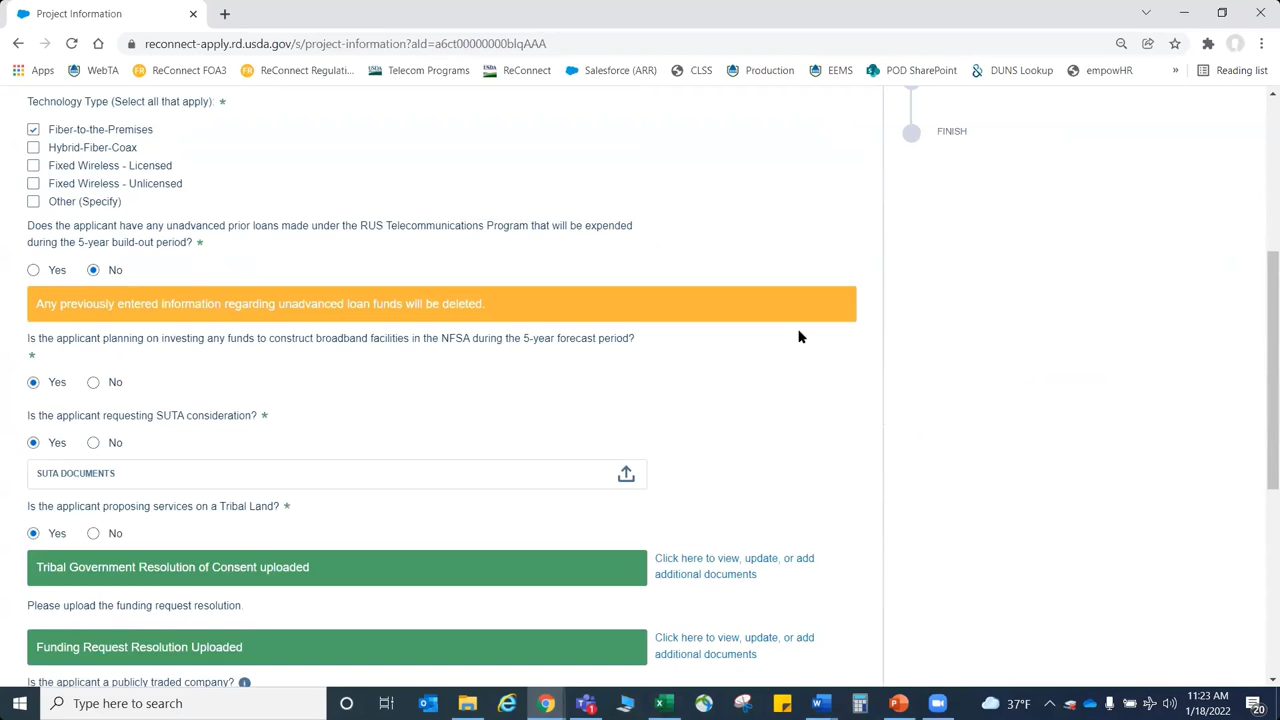 Project Information
reconnect-apply.rd.usda.gov/s/project-information?aId=a6ct00000000blqAAA
Apps WebTA ReConnect FOA3 ReConnect Regulati... Telecom Programs ReConnect Salesforce (ARR) CLSS Production EEMS POD SharePoint DUNS Lookup empowHR » Reading list
Technology Type (Select all that apply) *
Fiber-to-the-Premises
Hybrid-Fiber-Coax
Fixed Wireless - Licensed
Fixed Wireless - Unlicensed
Other (Specify)
FINISH
Does the applicant have any unadvanced prior loans made under the RUS Telecommunications Program that will be expended
during the 5-year build-out period? *
Yes No
Any previously entered information regarding unadvanced loan funds will be deleted.
Is the applicant planning on investing any funds to construct broadband facilities in the NFSA during the 5-year forecast period?
*
Yes No
Is the applicant requesting SUTA consideration? *
Yes No
SUTA DOCUMENTS
Is the applicant proposing services on a Tribal Land? *
Yes No
Tribal Government Resolution of Consent uploaded
Click here to view, update, or add
additional documents
Please upload the funding request resolution.
Funding Request Resolution Uploaded
Click here to view, update, or add
additional documents
Is the applicant a publicly traded company?
Type here to search
37°F
11:23 AM
1/18/2022
20